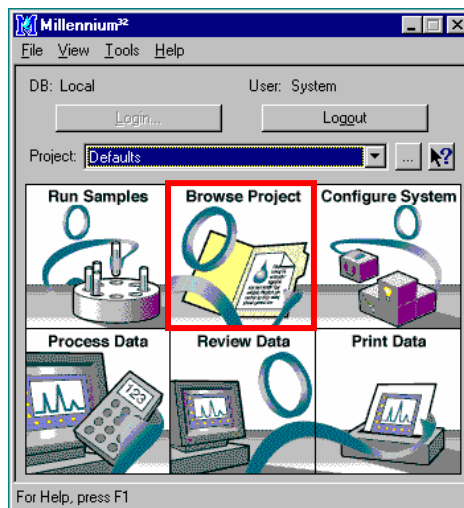 Millennium³²
File View Tools Help
DB: Local User: System
Login... Logout
Project: Defaults ...
Run Samples Browse Project Configure System
123
Process Data Review Data Print Data
For Help, press F1